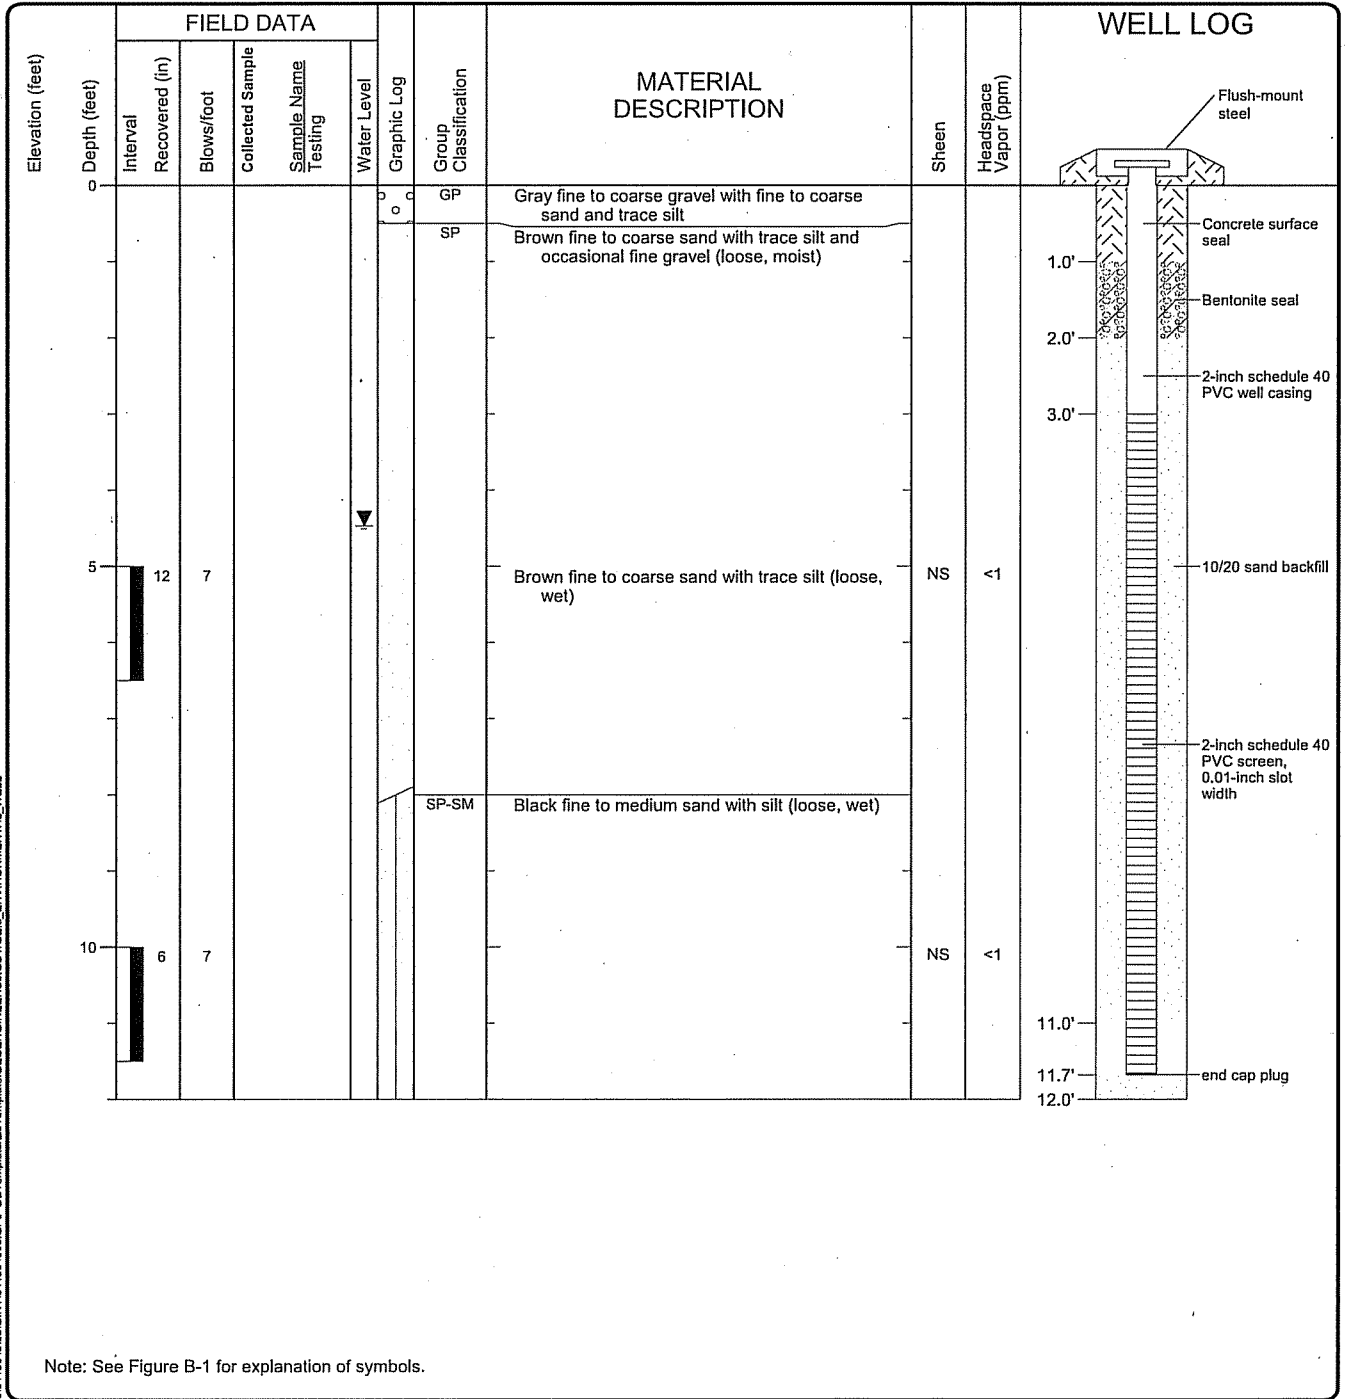 FIELD DATA
WELL LOG
Elevation (feet)
Depth (feet)
Interval
Recovered (in)
Blows/foot
Collected Sample
Sample Name
Testing
Water Level
Graphic Log
Group
Classification
MATERIAL
DESCRIPTION
Sheen
Headspace
Vapor (ppm)
Flush-mount
steel
0
GP
Gray fine to coarse gravel with fine to coarse
sand and trace silt
SP
Brown fine to coarse sand with trace silt and
occasional fine gravel (loose, moist)
Concrete surface
seal
1.0'
Bentonite seal
2.0'
2-inch schedule 40
PVC well casing
3.0'
5
12
7
Brown fine to coarse sand with trace silt (loose,
wet)
NS
<1
10/20 sand backfill
2-inch schedule 40
PVC screen,
0.01-inch slot
width
SP-SM
Black fine to medium sand with silt (loose, wet)
10
6
7
NS
<1
11.0'
11.7'
end cap plug
12.0'
Note: See Figure B-1 for explanation of symbols.